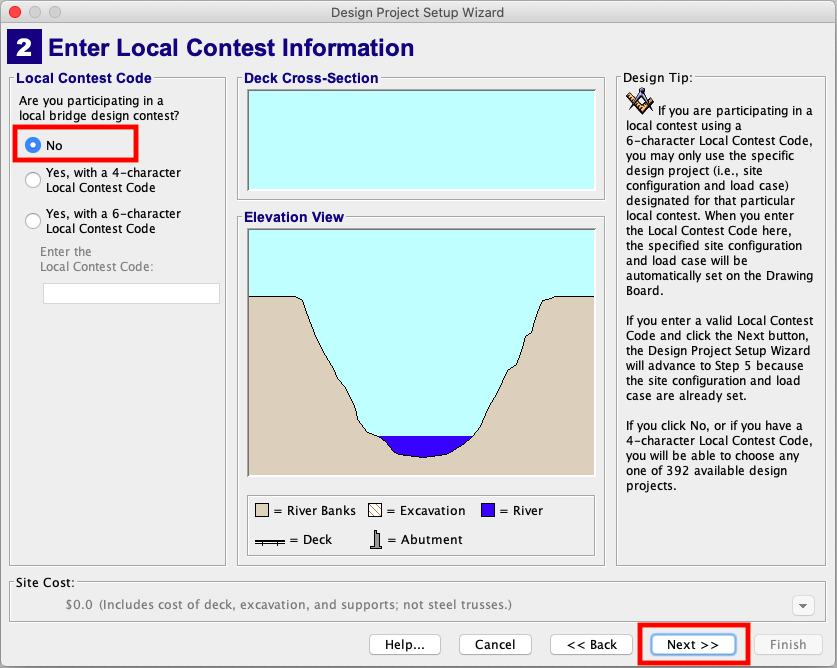 Design Project Setup Wizard
2 Enter Local Contest Information
Local Contest Code
Are you participating in a
local bridge design contest?
No
Yes, with a 4-character
Local Contest Code
Yes, with a 6-character
Local Contest Code
Enter the
Local Contest Code:
Deck Cross-Section
Elevation View
= River Banks = Excavation = River
= Deck = Abutment
Design Tip:
If you are participating in a
local contest using a
6-character Local Contest Code,
you may only use the specific
design project (i.e., site
configuration and load case)
designated for that particular
local contest. When you enter
the Local Contest Code here,
the specified site configuration
and load case will be
automatically set on the Drawing
Board.
If you enter a valid Local Contest
Code and click the Next button,
the Design Project Setup Wizard
will advance to Step 5 because
the site configuration and load
case are already set.
If you click No, or if you have a
4-character Local Contest Code,
you will be able to choose any
one of 392 available design
projects.
Site Cost:
$0.0 (Includes cost of deck, excavation, and supports; not steel trusses.)
Help... Cancel << Back Next >> Finish